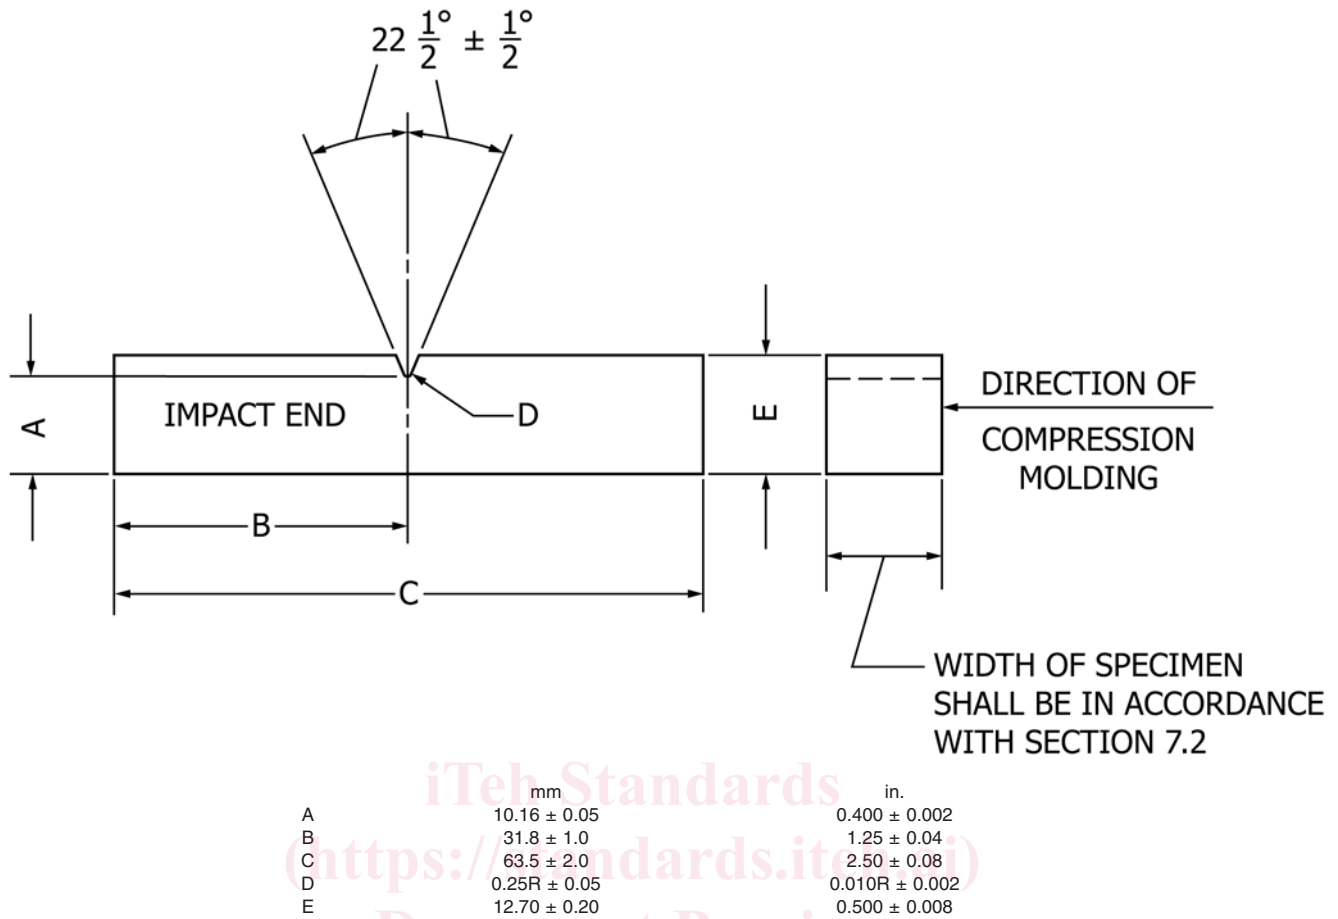 22 1/2° ± 1/2°
A
IMPACT END
D
E
DIRECTION OF
COMPRESSION
MOLDING
B
C
WIDTH OF SPECIMEN
SHALL BE IN ACCORDANCE
WITH SECTION 7.2
iTeh Standards
mm in.
A 10.16 ± 0.05 0.400 ± 0.002
B 31.8 ± 1.0 1.25 ± 0.04
(https://standards.iteh.ai)
C 63.5 ± 2.0 2.50 ± 0.08
D 0.25R ± 0.05 0.010R ± 0.002
E 12.70 ± 0.20 0.500 ± 0.008